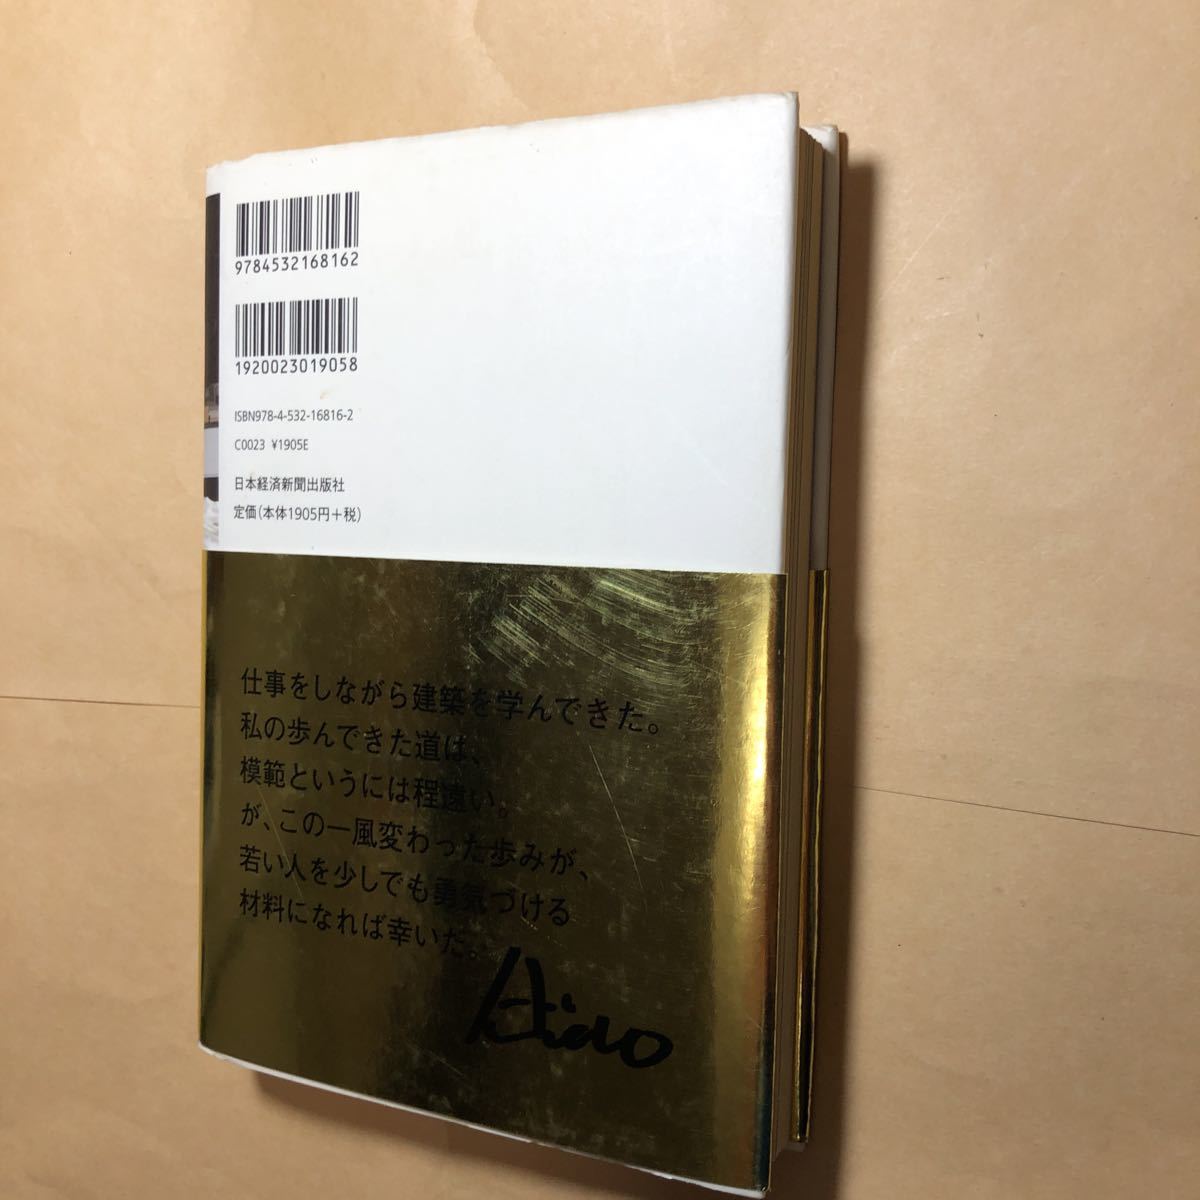 9784532168162
1920023019058
ISBN978-4-532-16816-2
C0023 ¥1905E
日本経済新聞出版社
定価(本体1905円+税)
仕事をしながら建築を学んできた。
私の歩んできた道は、
模範というには程遠い。
が、この一風変わった歩みが、
若い人を少しでも勇気づける
材料になれば幸いだ。